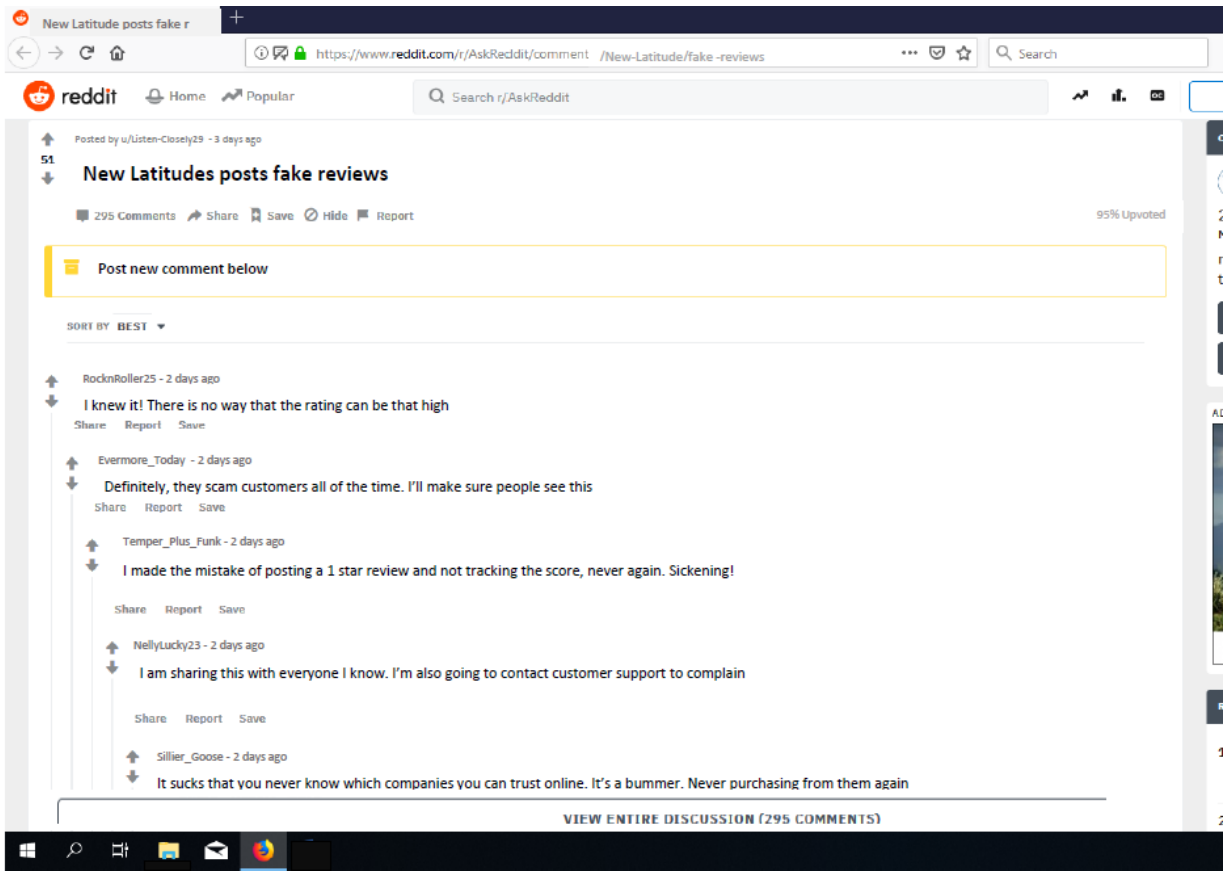 New Latitude posts fake r
+
https://www.reddit.com/r/AskReddit/comment /New-Latitude/fake -reviews
Search
reddit Home Popular Search r/AskReddit
Posted by u/Listen-Closely29 - 3 days ago
51
New Latitudes posts fake reviews
295 Comments Share Save Hide Report 95% Upvoted
Post new comment below
SORT BY BEST
RocknRoller25 - 2 days ago
I knew it! There is no way that the rating can be that high
Share Report Save
Evermore_Today - 2 days ago
Definitely, they scam customers all of the time. I'll make sure people see this
Share Report Save
Temper_Plus_Funk - 2 days ago
I made the mistake of posting a 1 star review and not tracking the score, never again. Sickening!
Share Report Save
NellyLucky23 - 2 days ago
I am sharing this with everyone I know. I'm also going to contact customer support to complain
Share Report Save
Sillier_Goose - 2 days ago
It sucks that you never know which companies you can trust online. It's a bummer. Never purchasing from them again
VIEW ENTIRE DISCUSSION (295 COMMENTS)